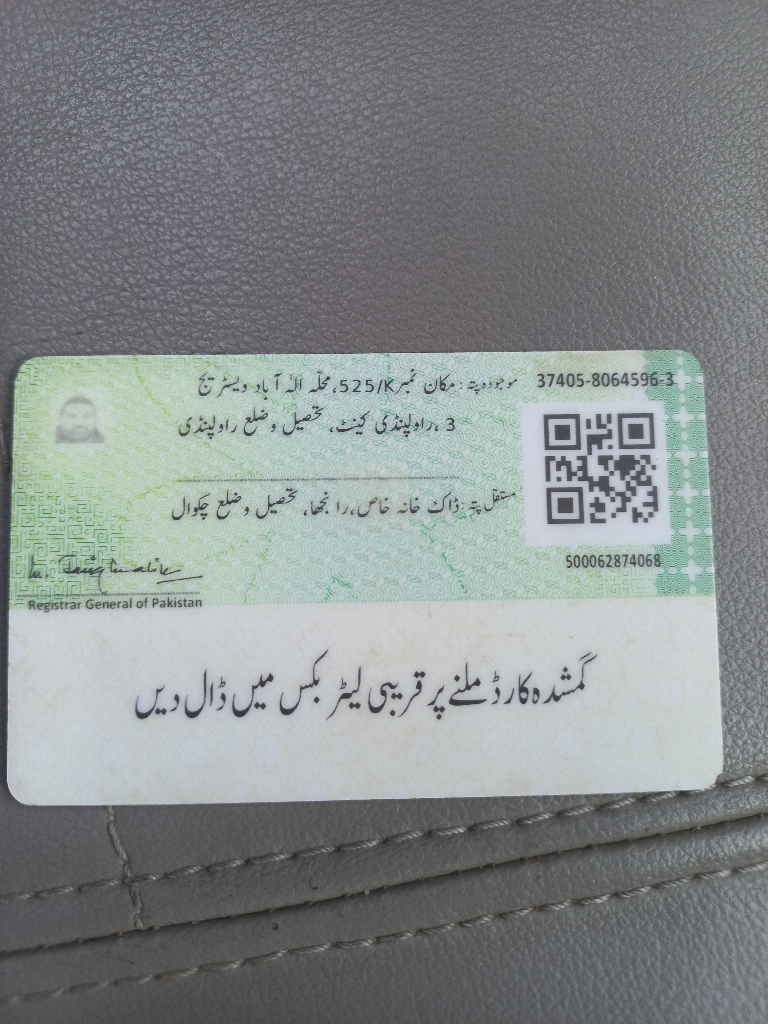 37405-8064596-3
موجودہ پتہ: مکان نمبر 525/K، محلّہ الہٰ آباد ویسٹریج
3 ،راولپنڈی کینٹ، تحصیل و ضلع راولپنڈی
مستقل پتہ: ڈاک خانہ خاص، رانجھا، تحصیل و ضلع چکوال
500062874068
Registrar General of Pakistan
گمشدہ کارڈ ملنے پر قریبی لیٹر بکس میں ڈال دیں